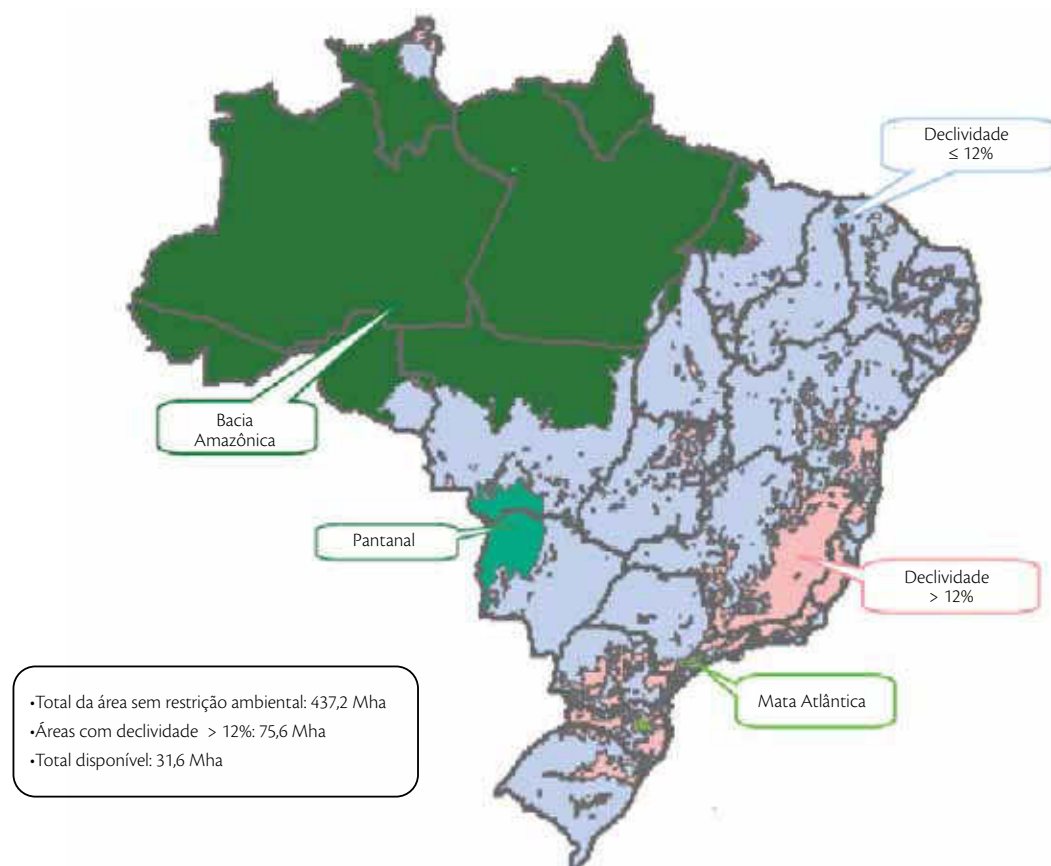 Declividade
≤ 12%
Bacia
Amazônica
Pantanal
Declividade
> 12%
Mata Atlântica
•Total da área sem restrição ambiental: 437,2 Mha
•Áreas com declividade > 12%: 75,6 Mha
•Total disponível: 31,6 Mha